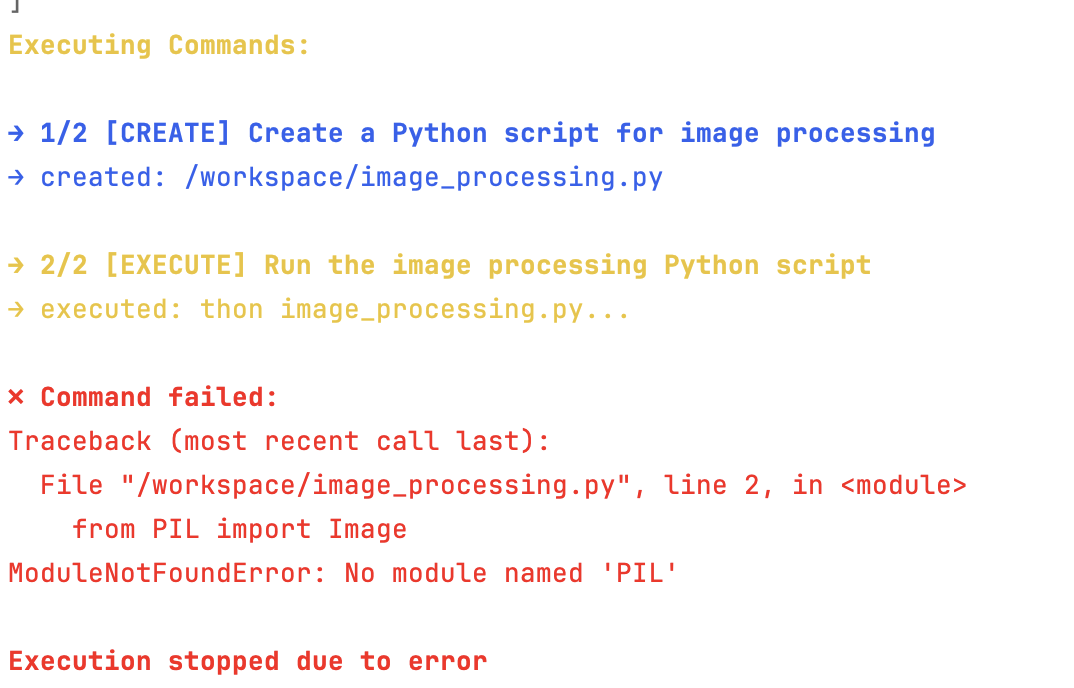 ]
Executing Commands:
→ 1/2 [CREATE] Create a Python script for image processing
→ created: /workspace/image_processing.py
→ 2/2 [EXECUTE] Run the image processing Python script
→ executed: thon image_processing.py...
× Command failed:
Traceback (most recent call last):
  File "/workspace/image_processing.py", line 2, in <module>
    from PIL import Image
ModuleNotFoundError: No module named 'PIL'
Execution stopped due to error